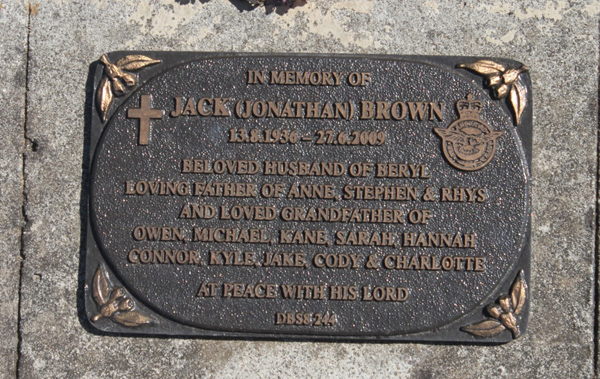 IN MEMORY OF
JACK (JONATHAN) BROWN
13.8.1936 - 27.6.2009
BELOVED HUSBAND OF BERYL
LOVING FATHER OF ANNE, STEPHEN & RHYS
AND LOVED GRANDFATHER OF
OWEN, MICHAEL, KANE, SARAH, HANNAH
CONNOR, KYLE, JAKE, CODY & CHARLOTTE
AT PEACE WITH HIS LORD
DBS8 244